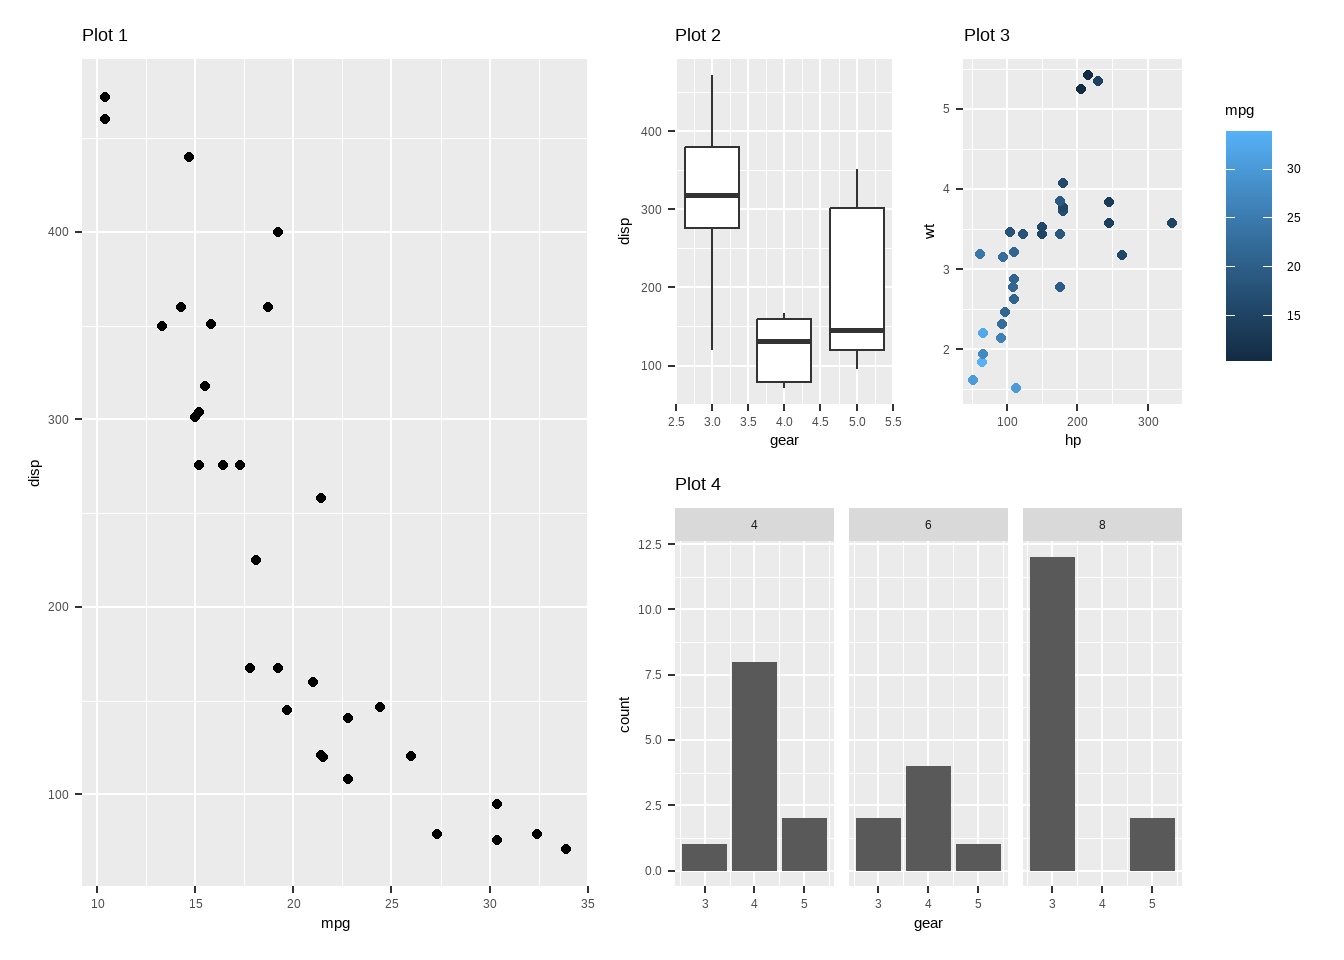 Plot 1
disp
400
300
200
100
10 15 20 25 30 35
mpg
Plot 2
disp
400
300
200
100
2.5 3.0 3.5 4.0 4.5 5.0 5.5
gear
Plot 3
wt
5
4
3
2
100 200 300
hp
mpg
30
25
20
15
Plot 4
4 6 8
count
12.5
10.0
7.5
5.0
2.5
0.0
3 4 5 3 4 5 3 4 5
gear